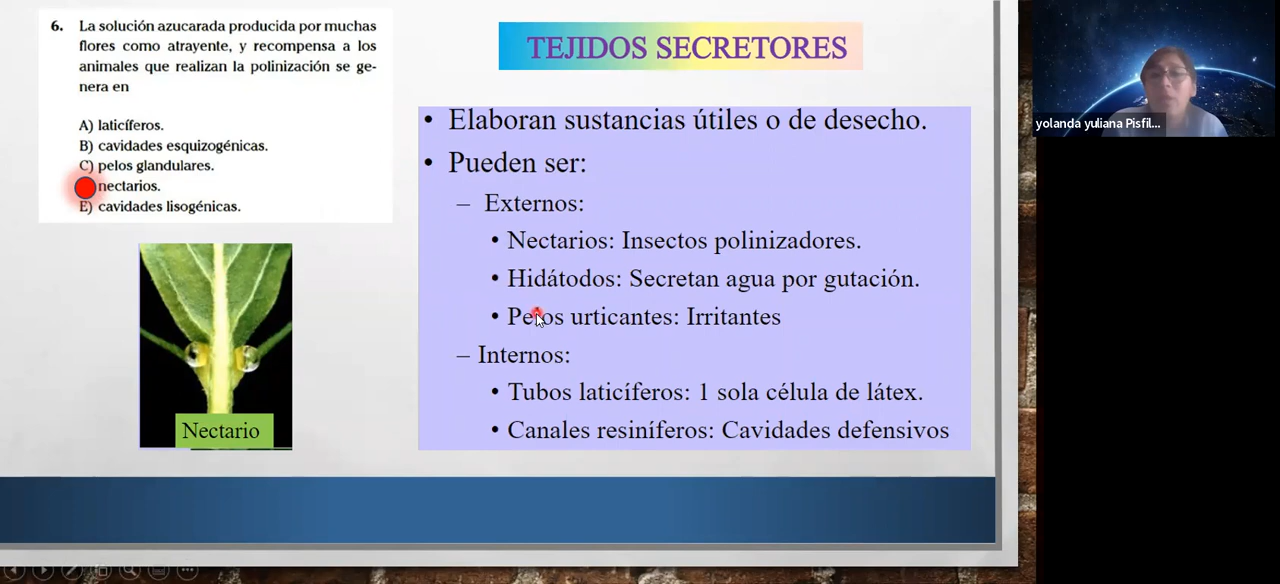 6. La solución azucarada producida por muchas
flores como atrayente, y recompensa a los
animales que realizan la polinización se ge-
nera en
A) laticíferos.
B) cavidades esquizogénicas.
C) pelos glandulares.
nectarios.
E) cavidades lisogénicas.
Nectario
TEJIDOS SECRETORES
• Elaboran sustancias útiles o de desecho.
• Pueden ser:
– Externos:
• Nectarios: Insectos polinizadores.
• Hidátodos: Secretan agua por gutación.
• Pelos urticantes: Irritantes
– Internos:
• Tubos laticíferos: 1 sola célula de látex.
• Canales resiníferos: Cavidades defensivos
yolanda yuliana Pisfil...